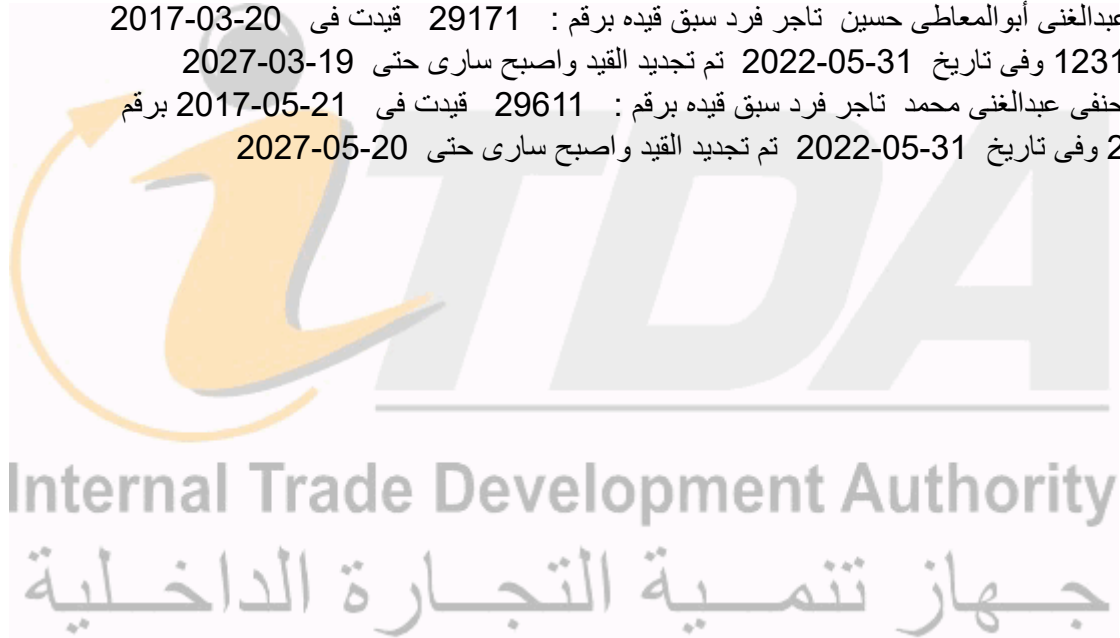 عبدالغنى أبوالمعاطى حسين تاجر فرد سبق قيده برقم : 29171 قيدت فى 20-03-2017
1231 وفى تاريخ 31-05-2022 تم تجديد القيد واصبح سارى حتى 19-03-2027
حنفى عبدالغنى محمد تاجر فرد سبق قيده برقم : 29611 قيدت فى 21-05-2017 برقم
2 وفى تاريخ 31-05-2022 تم تجديد القيد واصبح سارى حتى 20-05-2027
iTDA
Internal Trade Development Authority
جهاز تنمية التجارة الداخلية